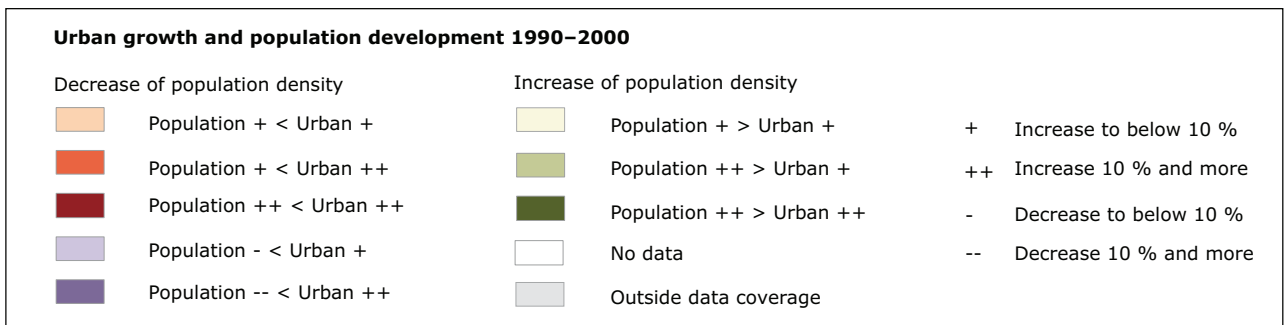 Urban growth and population development 1990–2000
Decrease of population density
Population + < Urban +
Population + < Urban ++
Population ++ < Urban ++
Population - < Urban +
Population -- < Urban ++
Increase of population density
Population + > Urban +
Population ++ > Urban +
Population ++ > Urban ++
No data
Outside data coverage
+ Increase to below 10 %
++ Increase 10 % and more
- Decrease to below 10 %
-- Decrease 10 % and more